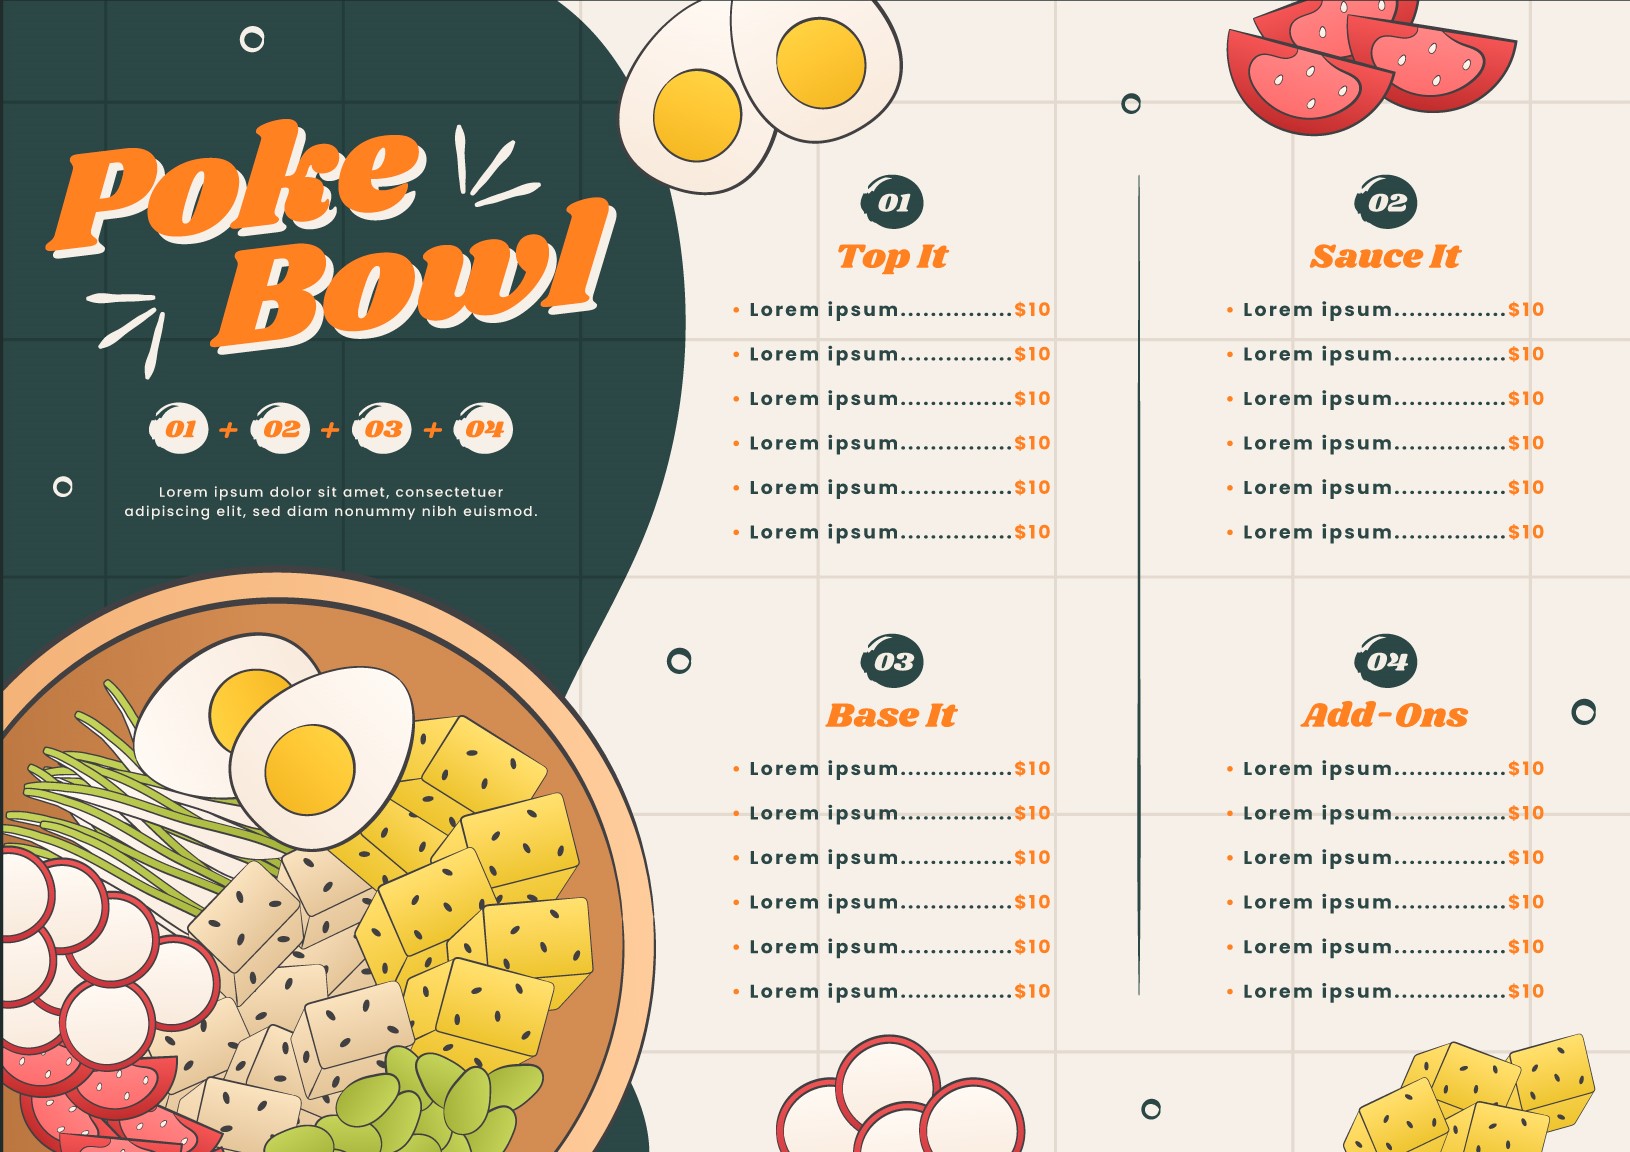 Poke
Bowl
01 + 02 + 03 + 04
Lorem ipsum dolor sit amet, consectetuer
adipiscing elit, sed diam nonummy nibh euismod.
01
Top It
• Lorem ipsum...............$10
• Lorem ipsum...............$10
• Lorem ipsum...............$10
• Lorem ipsum...............$10
• Lorem ipsum...............$10
• Lorem ipsum...............$10
02
Sauce It
• Lorem ipsum...............$10
• Lorem ipsum...............$10
• Lorem ipsum...............$10
• Lorem ipsum...............$10
• Lorem ipsum...............$10
• Lorem ipsum...............$10
03
Base It
• Lorem ipsum...............$10
• Lorem ipsum...............$10
• Lorem ipsum...............$10
• Lorem ipsum...............$10
• Lorem ipsum...............$10
• Lorem ipsum...............$10
04
Add-Ons
• Lorem ipsum...............$10
• Lorem ipsum...............$10
• Lorem ipsum...............$10
• Lorem ipsum...............$10
• Lorem ipsum...............$10
• Lorem ipsum...............$10